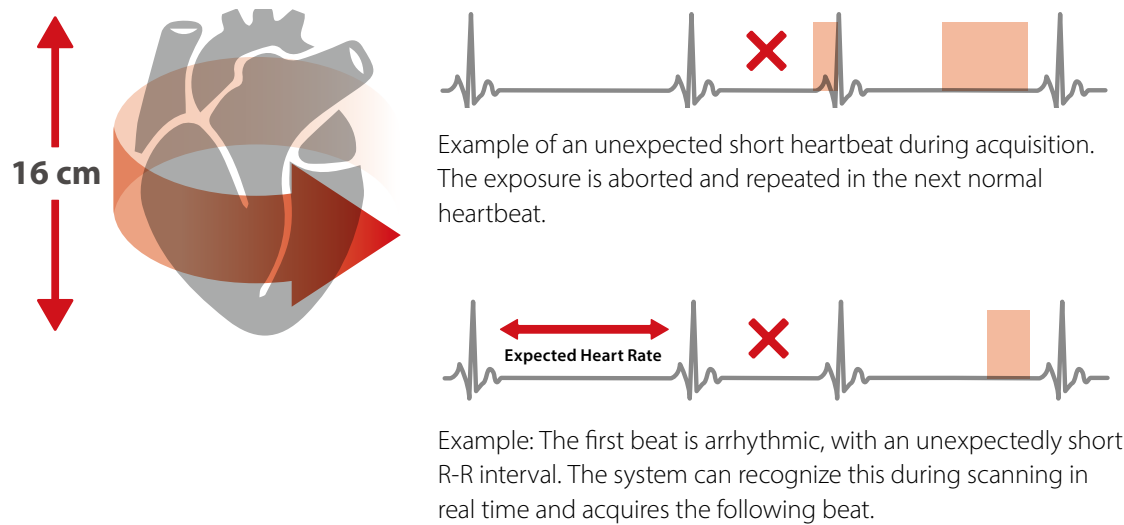 16 cm
Example of an unexpected short heartbeat during acquisition.
The exposure is aborted and repeated in the next normal
heartbeat.
Expected Heart Rate
Example: The first beat is arrhythmic, with an unexpectedly short
R-R interval. The system can recognize this during scanning in
real time and acquires the following beat.